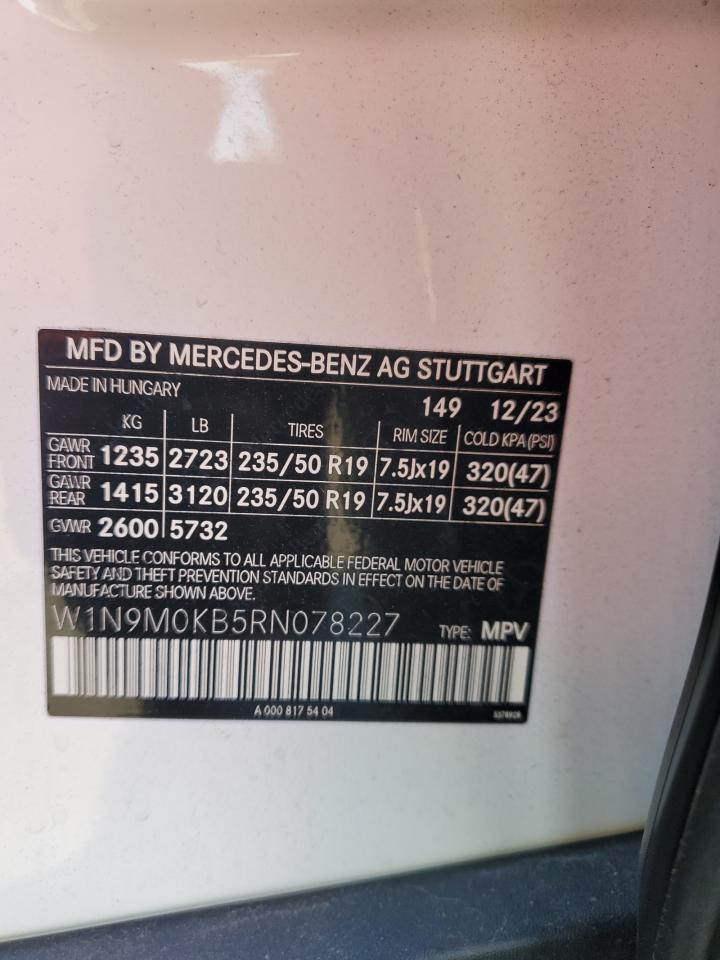 MFD BY MERCEDES-BENZ AG STUTTGART
MADE IN HUNGARY
149 12/23
KG LB TIRES RIM SIZE COLD KPA (PSI)
GAWR FRONT 1235 2723 235/50 R19 7.5Jx19 320(47)
GAWR REAR 1415 3120 235/50 R19 7.5Jx19 320(47)
GVWR 2600 5732
THIS VEHICLE CONFORMS TO ALL APPLICABLE FEDERAL MOTOR VEHICLE
SAFETY AND THEFT PREVENTION STANDARDS IN EFFECT ON THE DATE OF
MANUFACTURE SHOWN ABOVE.
W1N9M0KB5RN078227 TYPE: MPV
A 000 817 54 04